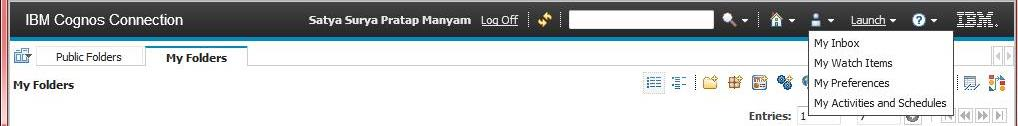 IBM Cognos Connection Satya Surya Pratap Manyam Log Off Launch IBM.
Public Folders My Folders
My Inbox
My Watch Items
My Folders
My Preferences
My Activities and Schedules
Entries: 1